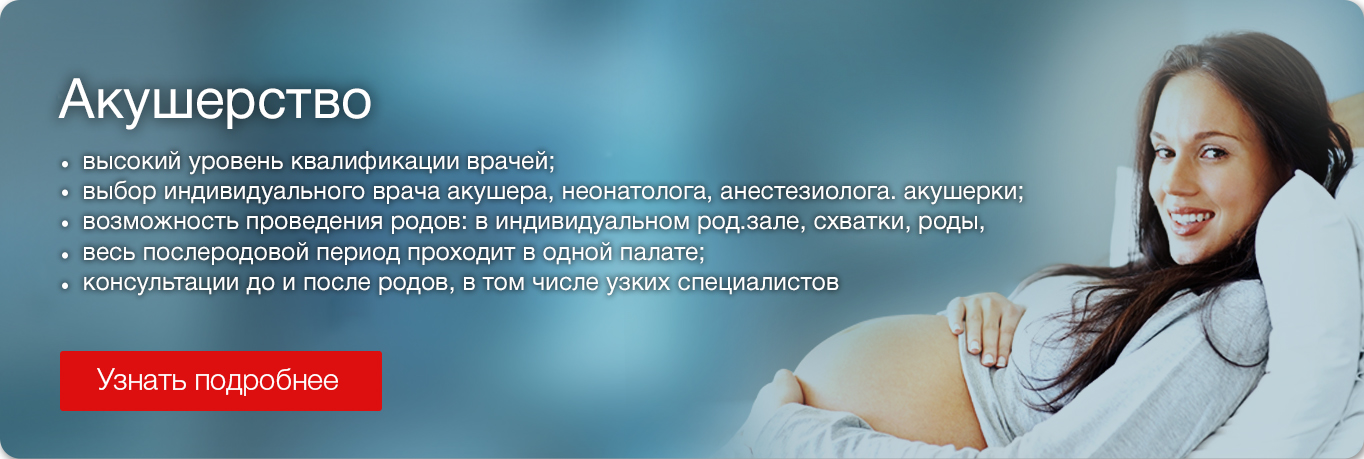 Акушерство
• высокий уровень квалификации врачей;
• выбор индивидуального врача акушера, неонатолога, анестезиолога. акушерки;
• возможность проведения родов: в индивидуальном род.зале, схватки, роды,
• весь послеродовой период проходит в одной палате;
• консультации до и после родов, в том числе узких специалистов
Узнать подробнее